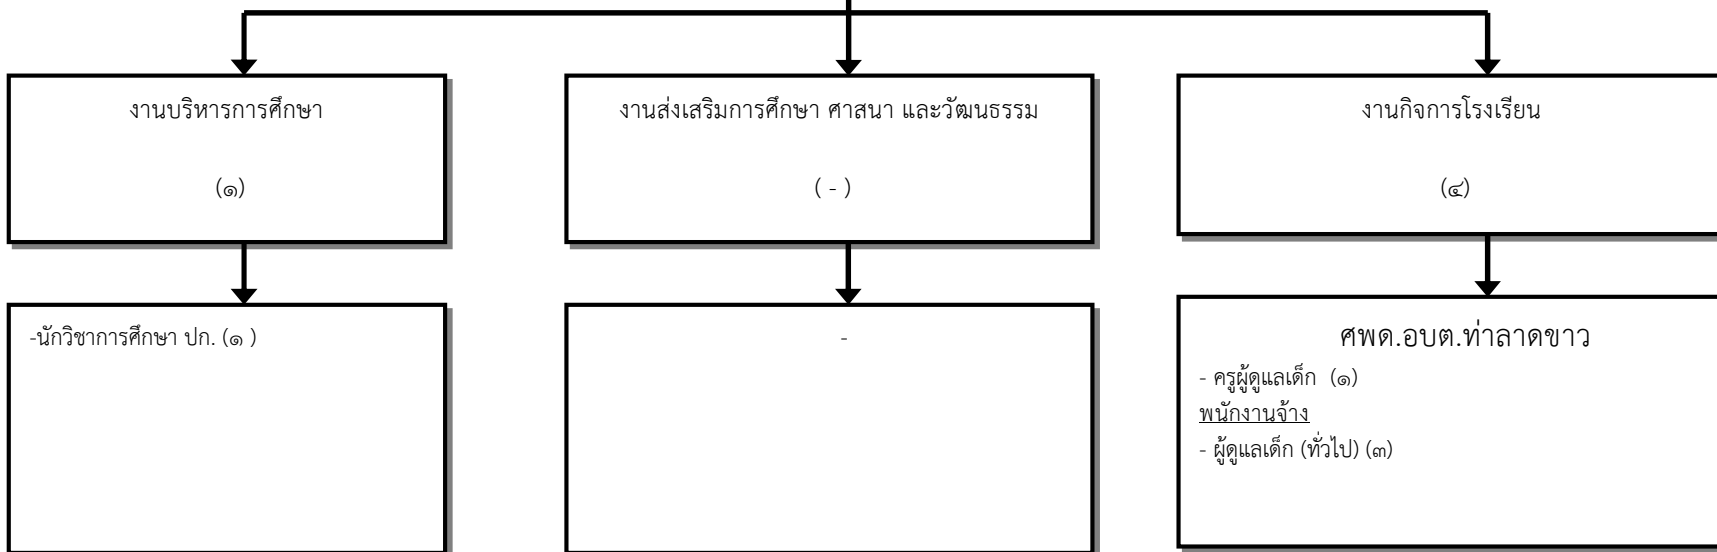 งานบริหารการศึกษา
(๑)
งานส่งเสริมการศึกษา ศาสนา และวัฒนธรรม
( - )
งานกิจการโรงเรียน
(๔)
-นักวิชาการศึกษา ปก. (๑ )
-
ศพด.อบต.ท่าลาดขาว
- ครูผู้ดูแลเด็ก (๑)
พนักงานจ้าง
- ผู้ดูแลเด็ก (ทั่วไป) (๓)